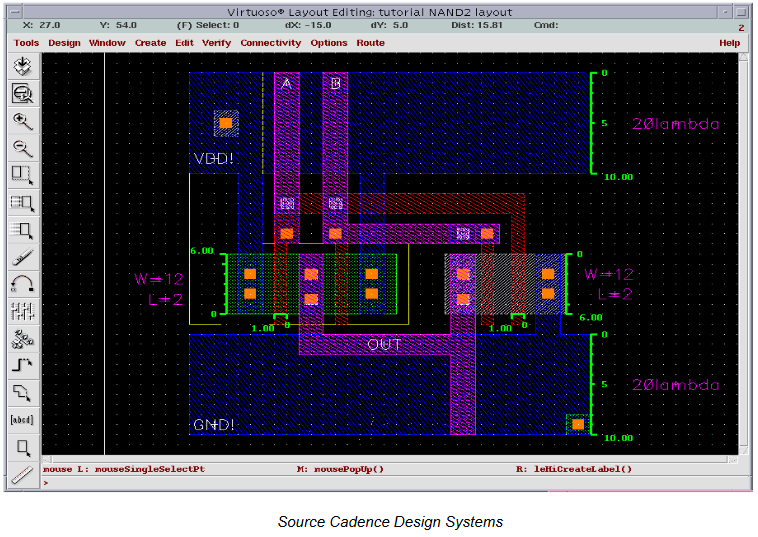 Virtuoso® Layout Editing: tutorial NAND2 layout
X: 27.0 Y: 54.0 (F) Select: 0 dX: -15.0 dY: 5.0 Dist: 15.81 Cmd: 2
Tools Design Window Create Edit Verify Connectivity Options Route Help
A B 0
20lambda
5
VDD!
10.00
6.00 0
W=12 W=12
L=2 L=2
0 6.00
1.00 0 1.00 0
0
OUT
5 20lambda
GND!
10.00
[abcd]
mouse L: mouseSingleSelectPt M: mousePopUp() R: leHiCreateLabel()
>
Source Cadence Design Systems